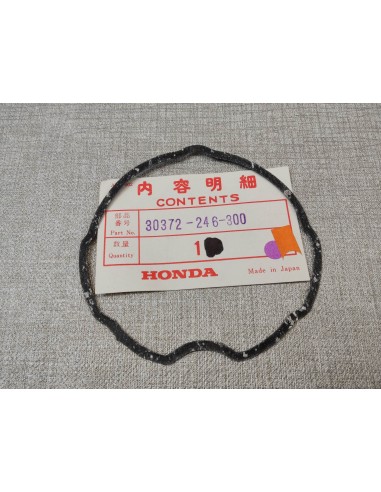 内容明細
CONTENTS
部品番号
Part No.
30372-246-300
数量
Quantity
1
HONDA
Made in Japan